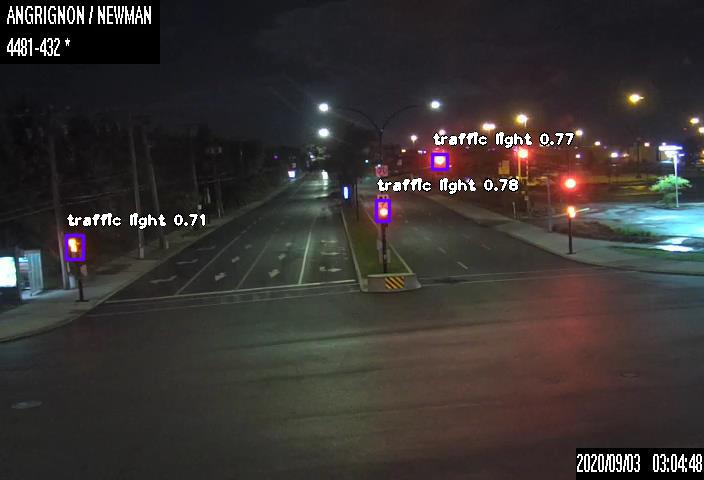 ANGRIGNON / NEWMAN
4481-432 *
traffic light 0.77
traffic light 0.78
traffic light 0.71
2020/09/03 03:04:48